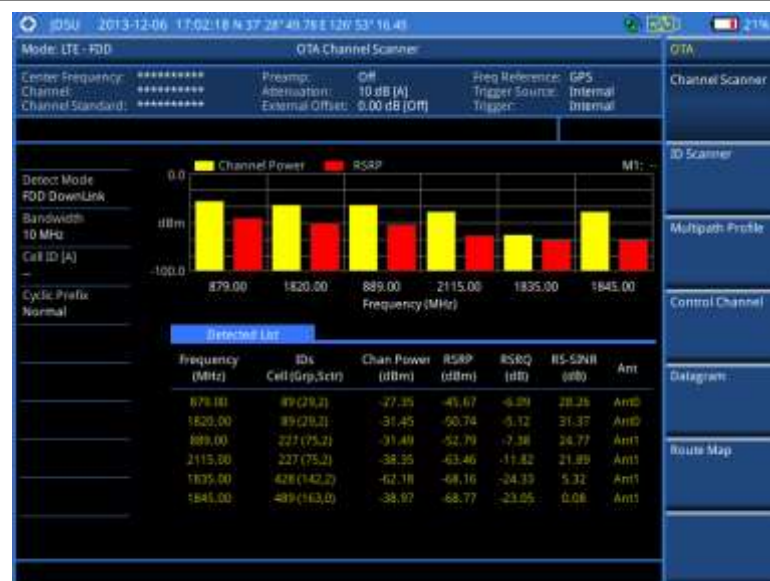 JDSU 2013-12-06 17:02:18 N 37° 28' 49.78 E 126° 53' 16.43 21%
Mode: LTE - FDD OTA Channel Scanner OTA
Center Frequency: ********** Preamp: Off Freq Reference: GPS
Channel: ********** Attenuation: 10 dB [A] Trigger Source: Internal
Channel Standard: ********** External Offset: 0.00 dB [Off] Trigger: Internal
Channel Scanner
ID Scanner
Multipath Profile
Control Channel
Datagram
Route Map
Detect Mode
FDD DownLink
Bandwidth
10 MHz
Cell ID [A]
--
Cyclic Prefix
Normal
Channel Power RSRP M1: --
0.0
dBm
-100.0
879.00 1820.00 889.00 2115.00 1835.00 1845.00
Frequency (MHz)
Detected List
Frequency (MHz) IDs Cell (Grp,Sctr) Chan Power (dBm) RSRP (dBm) RSRQ (dB) RS-SINR (dB) Ant
879.00 89 (29,2) -27.35 -45.67 -6.09 28.26 Ant0
1820.00 89 (29,2) -31.45 -50.74 -5.12 31.37 Ant0
889.00 227 (75,2) -31.49 -52.79 -7.38 24.77 Ant1
2115.00 227 (75,2) -38.35 -63.46 -11.82 21.89 Ant1
1835.00 428 (142,2) -62.18 -68.16 -24.33 5.32 Ant1
1845.00 489 (163,0) -38.97 -68.77 -23.05 0.08 Ant1